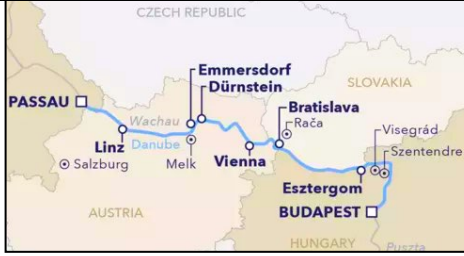 CZECH REPUBLIC
Emmersdorf
Dürnstein
SLOVAKIA
PASSAU
Wachau
Bratislava
Rača
Linz
Danube
Visegrád
Salzburg
Melk
Vienna
Szentendre
Esztergom
AUSTRIA
BUDAPEST
HUNGARY
Puszta